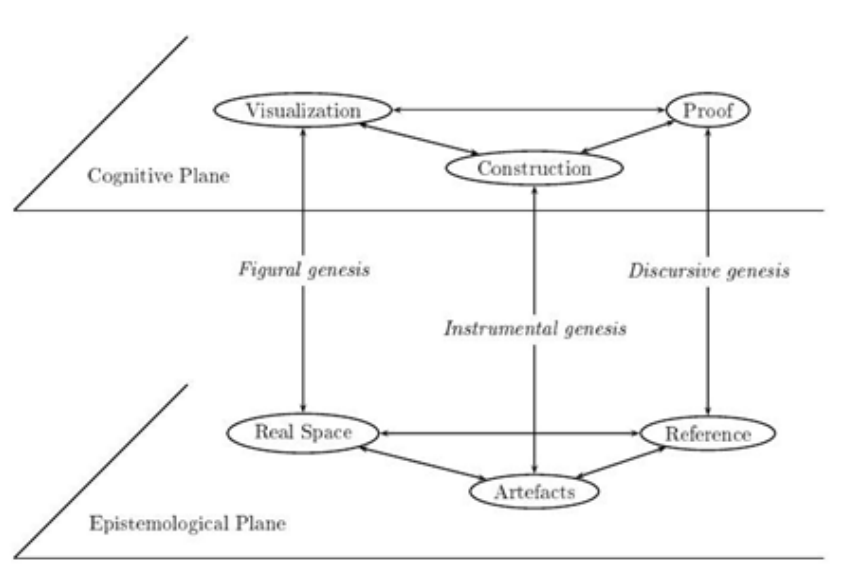 Visualization
Proof
Construction
Cognitive Plane
Figural genesis
Discursive genesis
Instrumental genesis
Real Space
Reference
Artefacts
Epistemological Plane